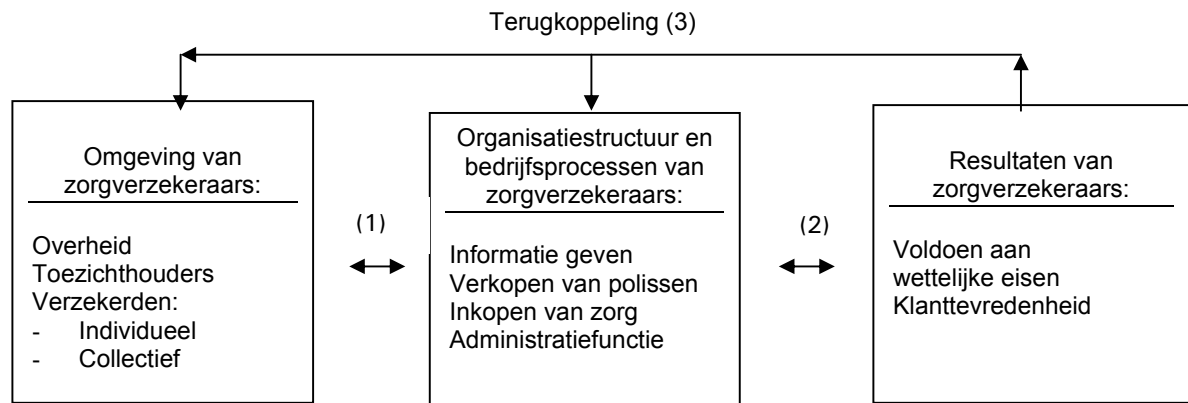 Terugkoppeling (3)
Omgeving van
zorgverzekeraars:
Overheid
Toezichthouders
Verzekerden:
- Individueel
- Collectief
(1)
Organisatiestructuur en
bedrijfsprocessen van
zorgverzekeraars:
Informatie geven
Verkopen van polissen
Inkopen van zorg
Administratiefunctie
(2)
Resultaten van
zorgverzekeraars:
Voldoen aan
wettelijke eisen
Klanttevredenheid